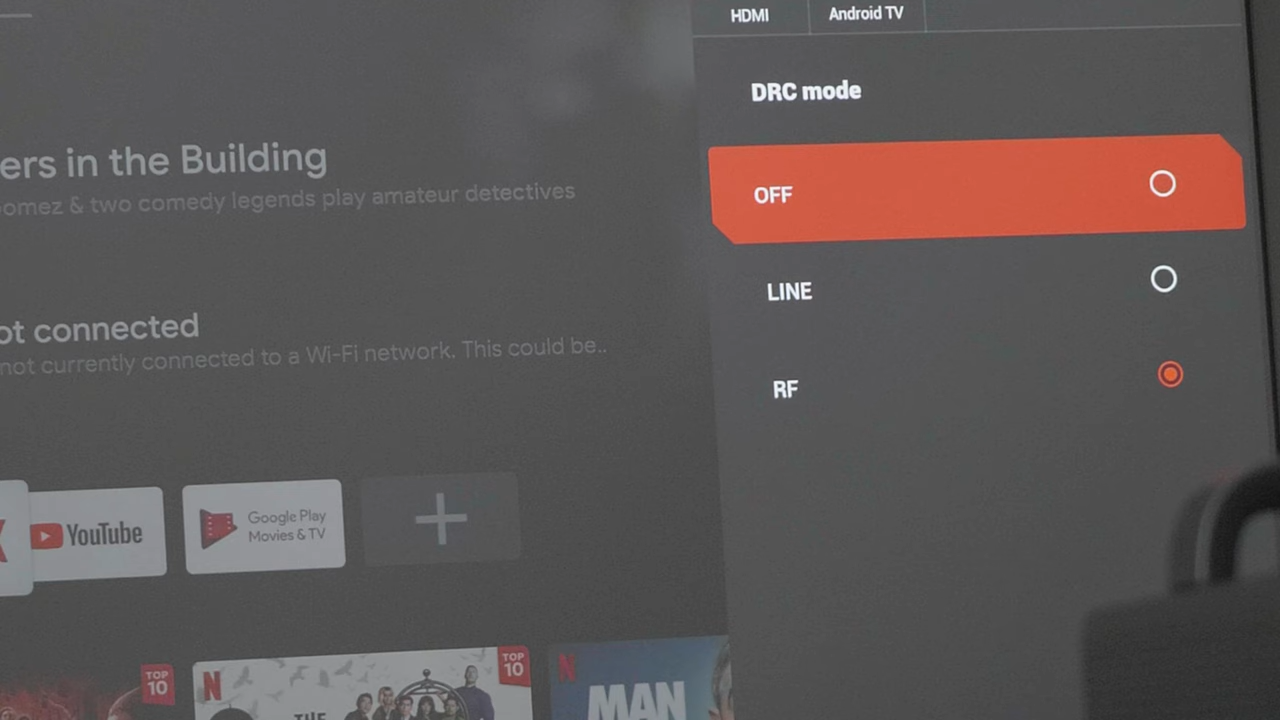 HDMI
Android TV
DRC mode
OFF
LINE
RF
ers in the Building
omez & two comedy legends play amateur detectives
ot connected
not currently connected to a Wi-Fi network. This could be..
YouTube
Google Play
Movies & TV
TOP
10
N
THE
TOP
10
N
MAN